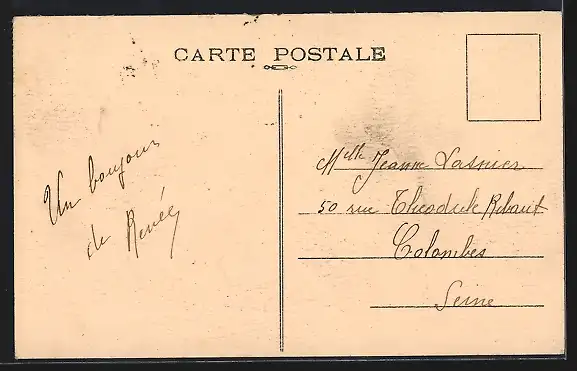 CARTE POSTALE
Un bonjour
de Renée
Mlle Jeanne Lasnier
50 rue Théodule Ribaut
Colombes
Seine